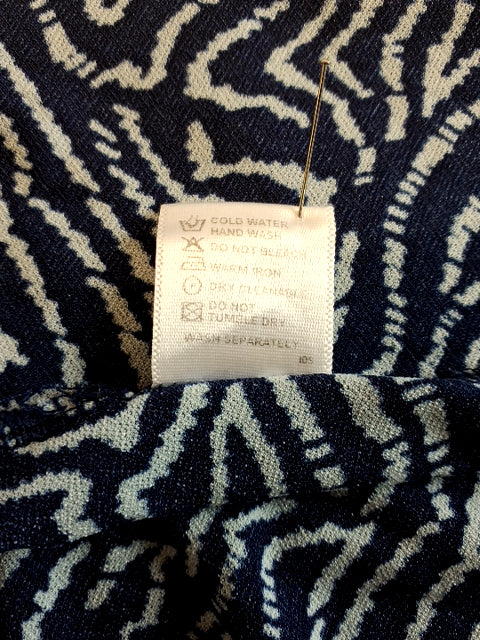 COLD WATER
HAND WASH
DO NOT BLEACH
WARM IRON
DRY CLEANABLE
DO NOT
TUMBLE DRY
WASH SEPARATELY